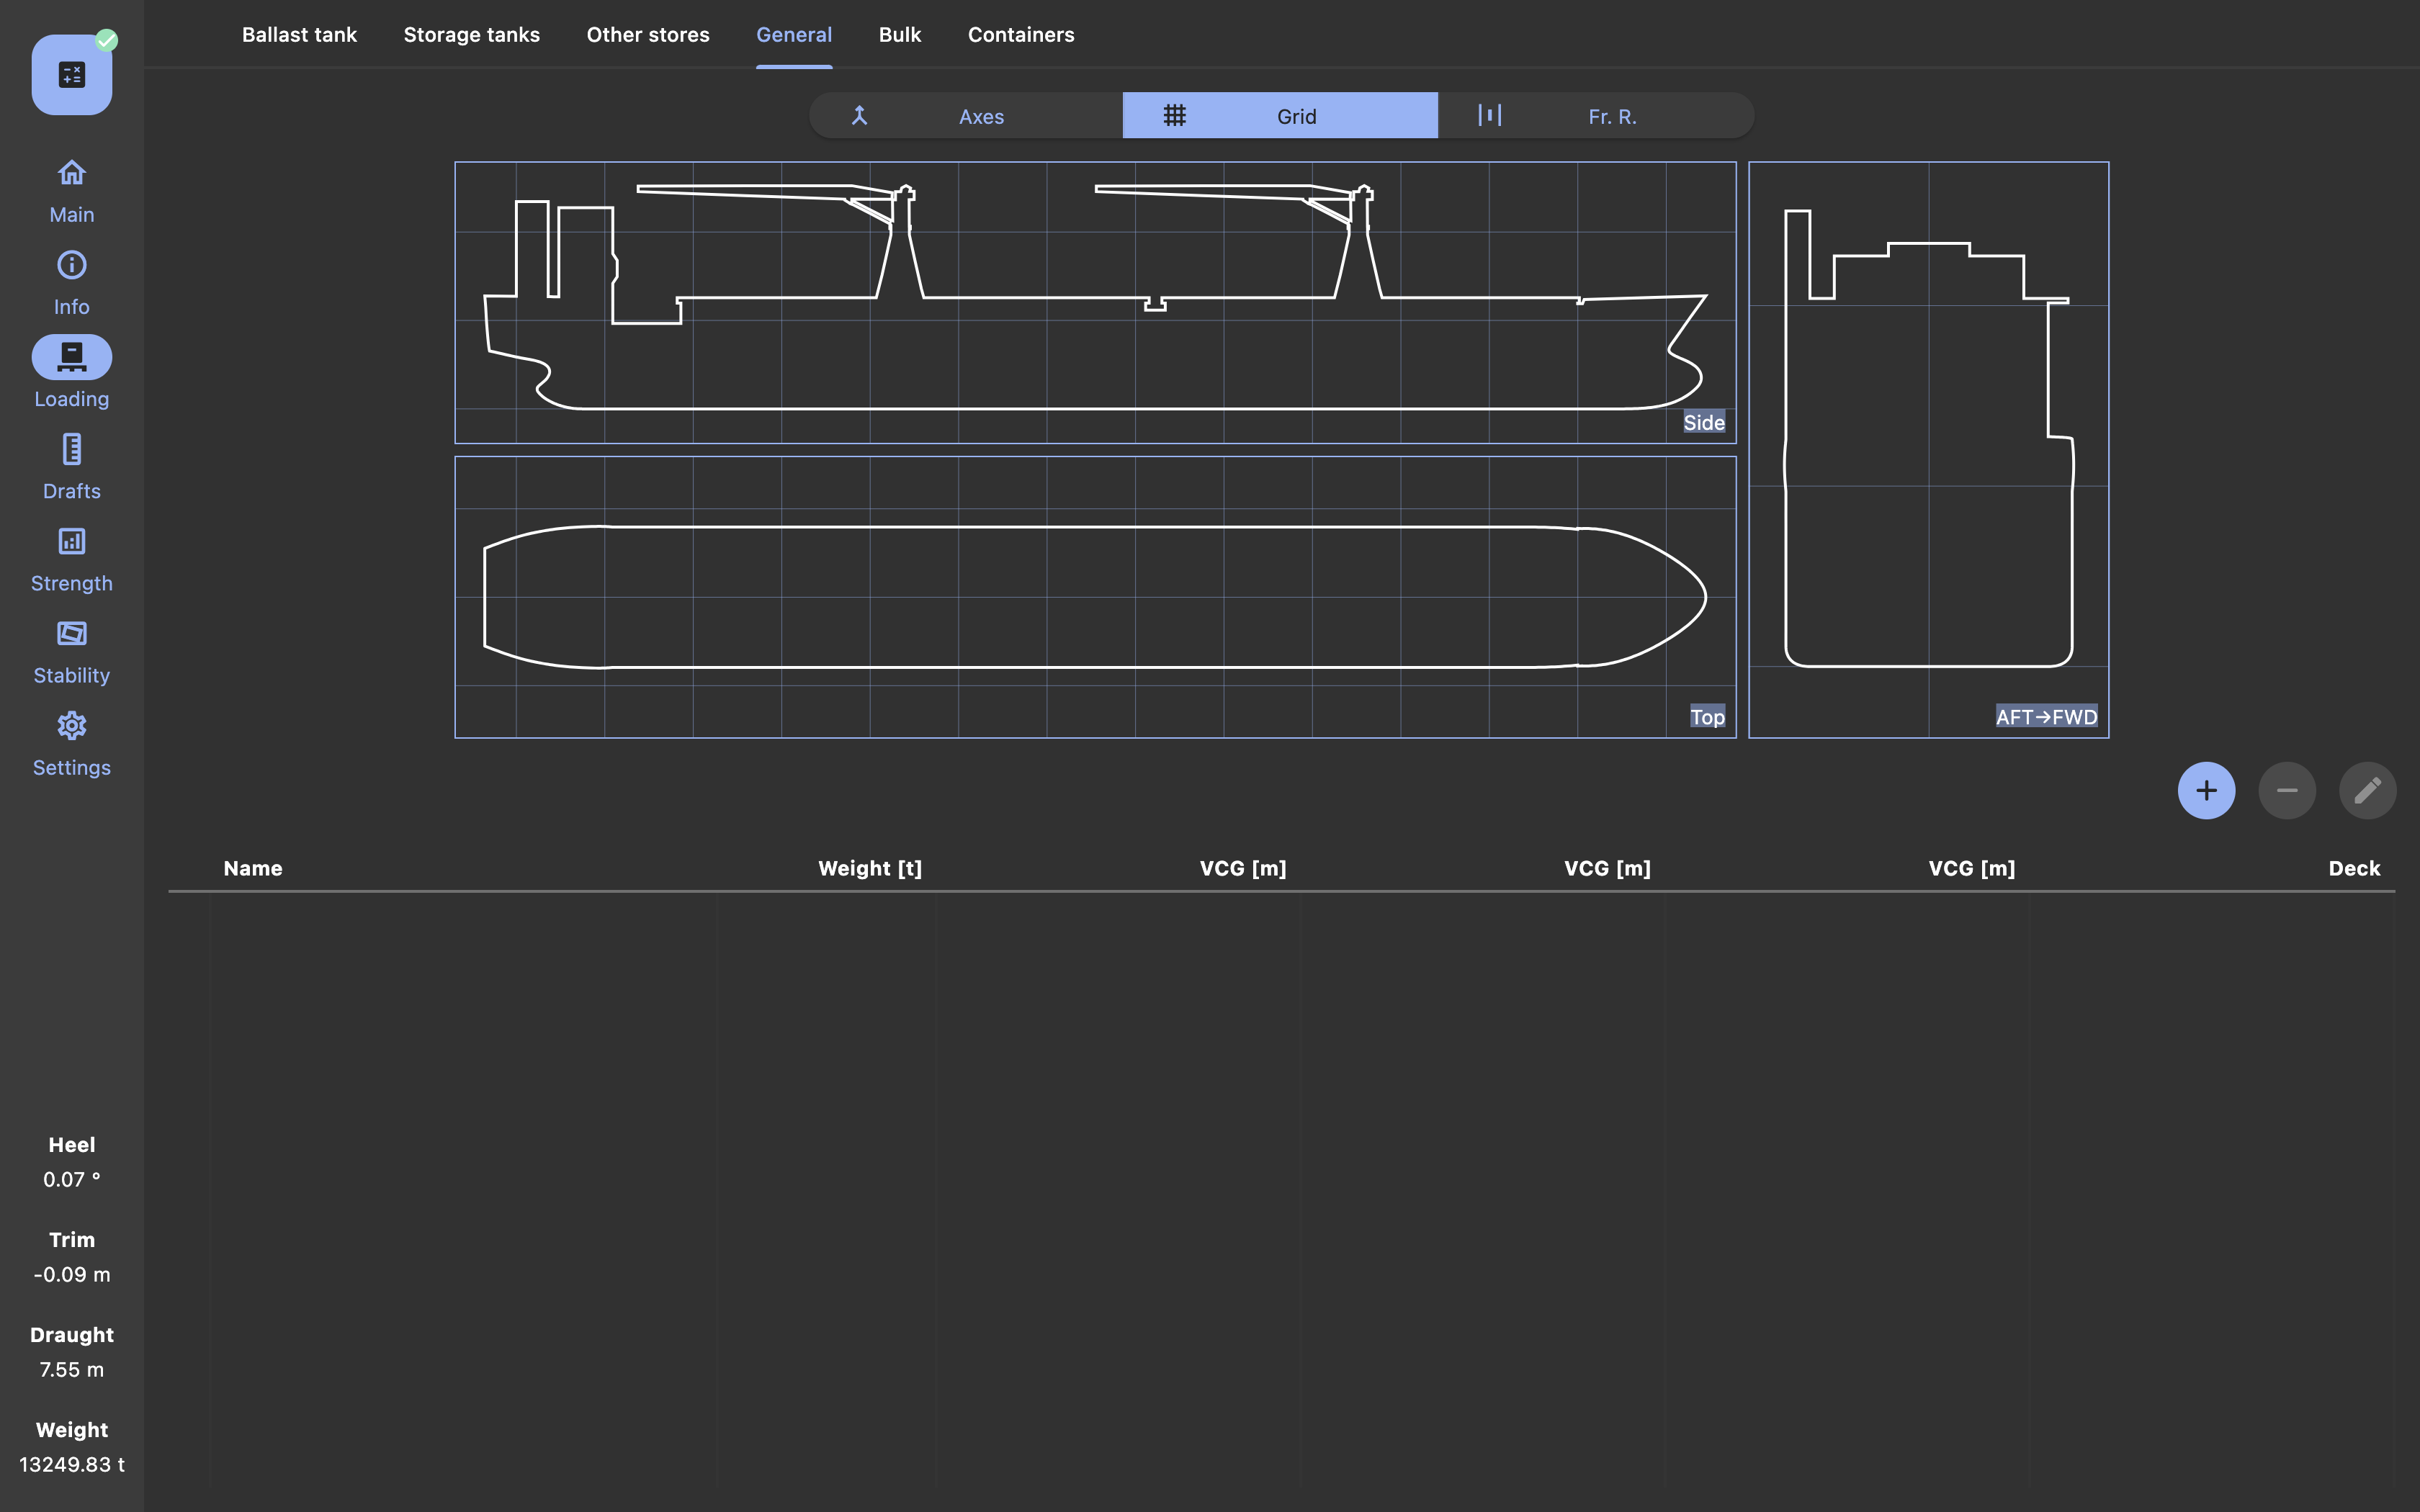 Ballast tank Storage tanks Other stores General Bulk Containers
Axes Grid Fr. R.
Main
Info
Loading
Drafts
Strength
Stability
Settings
Side
Top
AFT→FWD
Name Weight [t] VCG [m] VCG [m] VCG [m] Deck
Heel
0.07 °
Trim
-0.09 m
Draught
7.55 m
Weight
13249.83 t